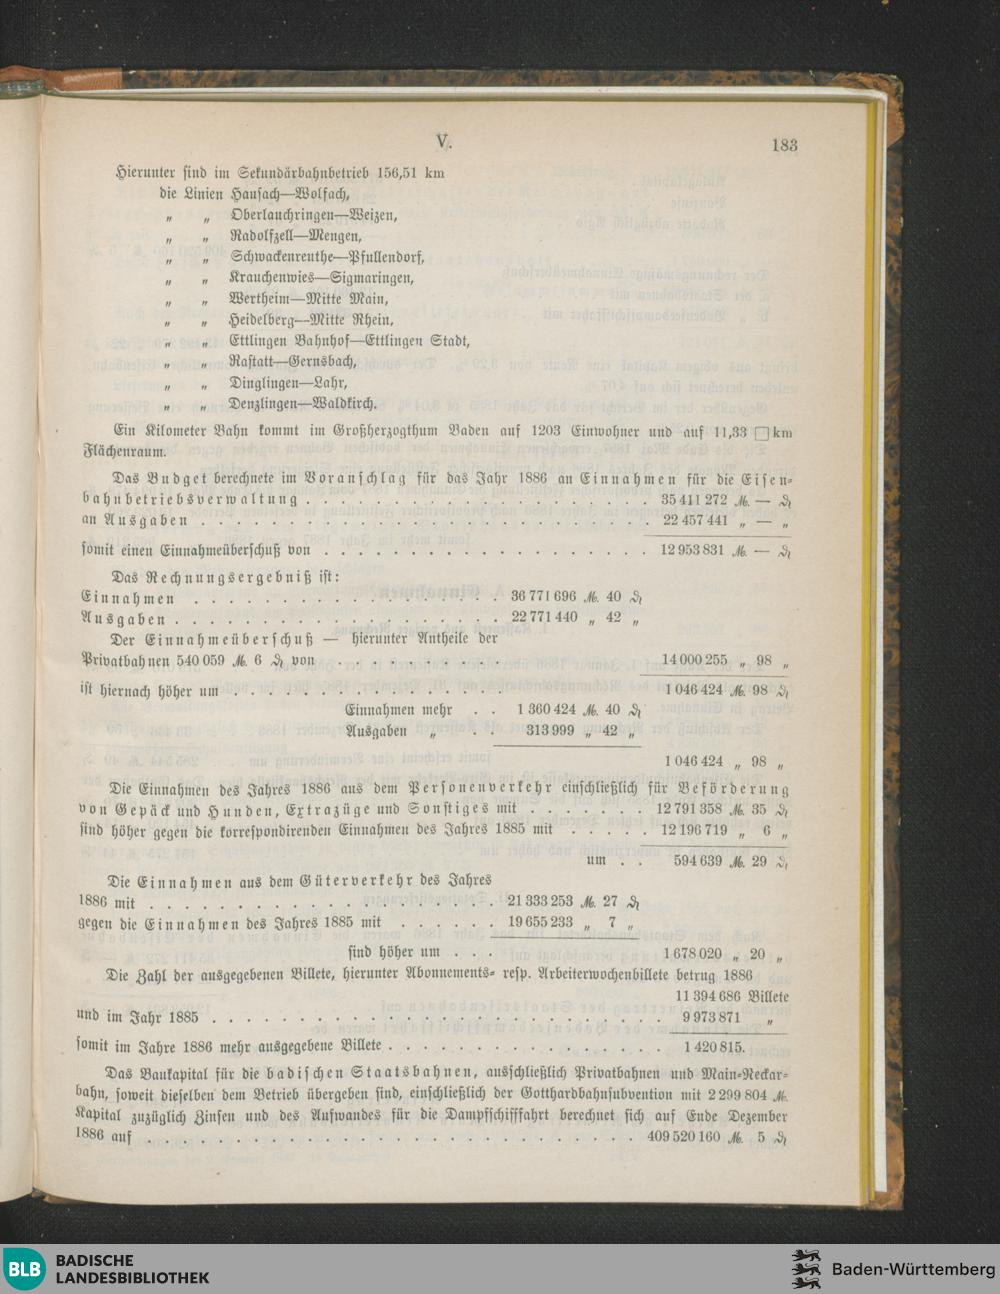 V.
183
Hierunter sind im Sekundärbahnbetrieb 156,51 km
die Linien Hausach—Wolfach,
„ „ Oberlauchringen—Weizen,
„ „ Radolfzell—Mengen,
„ „ Schwackenreuthe—Pfullendorf,
„ „ Krauchenwies—Sigmaringen,
„ „ Wertheim—Mitte Main,
„ „ Heidelberg—Mitte Rhein,
„ „ Ettlingen Bahnhof—Ettlingen Stadt,
„ „ Rastatt—Gernsbach,
„ „ Dinglingen—Lahr,
„ „ Denzlingen—Waldkirch.
Ein Kilometer Bahn kommt im Großherzogthum Baden auf 1203 Einwohner und auf 11,33 □km
Flächenraum.
Das Budget berechnete im Voranschlag für das Jahr 1886 an Einnahmen für die Eisen-
bahnbetriebsverwaltung . . . . . . . . . . . . . . . . . . 35 411 272 ℳ — ₰
an Ausgaben . . . . . . . . . . . . . . . . . . . . . . . 22 457 441 „ — „
somit einen Einnahmeüberschuß von . . . . . . . . . . . . . . . . . 12 953 831 ℳ — ₰
Das Rechnungsergebniß ist:
Einnahmen . . . . . . . . . . . . . . . . 36 771 696 ℳ 40 ₰
Ausgaben . . . . . . . . . . . . . . . . . 22 771 440 „ 42 „
Der Einnahmeüberschuß — hierunter Antheile der
Privatbahnen 540 059 ℳ 6 ₰ von . . . . . . . . . 14 000 255 „ 98 „
ist hiernach höher um . . . . . . . . . . . . . . 1 046 424 ℳ 98 ₰
Einnahmen mehr . . 1 360 424 ℳ 40 ₰
Ausgaben „ . . 313 999 „ 42 „
1 046 424 „ 98 „
Die Einnahmen des Jahres 1886 aus dem Personenverkehr einschließlich für Beförderung
von Gepäck und Hunden, Extrazüge und Sonstiges mit . . . . . . . 12 791 358 ℳ 35 ₰
sind höher gegen die korrespondirenden Einnahmen des Jahres 1885 mit . . . . . 12 196 719 „ 6 „
um . . 594 639 ℳ 29 ₰
Die Einnahmen aus dem Güterverkehr des Jahres
1886 mit . . . . . . . . . . . . . . . . . . . 21 333 253 ℳ 27 ₰
gegen die Einnahmen des Jahres 1885 mit . . . . . . 19 655 233 „ 7 „
sind höher um . . . 1 678 020 „ 20 „
Die Zahl der ausgegebenen Billete, hierunter Abonnements- resp. Arbeiterwochenbillete betrug 1886
11 394 686 Billete
und im Jahr 1885 . . . . . . . . . . . . . . . . . . . . . . 9 973 871 „
somit im Jahre 1886 mehr ausgegebene Billete . . . . . . . . . . . . . . 1 420 815.
Das Baukapital für die badischen Staatsbahnen, ausschließlich Privatbahnen und Main-Neckar-
bahn, soweit dieselben dem Betrieb übergeben sind, einschließlich der Gotthardbahnsubvention mit 2 299 804 ℳ
Kapital zuzüglich Zinsen und des Aufwandes für die Dampfschifffahrt berechnet sich auf Ende Dezember
1886 auf . . . . . . . . . . . . . . . . . . . . . . . . . 409 520 160 ℳ 5 ₰
BLB
BADISCHE
LANDESBIBLIOTHEK
Baden-Württemberg